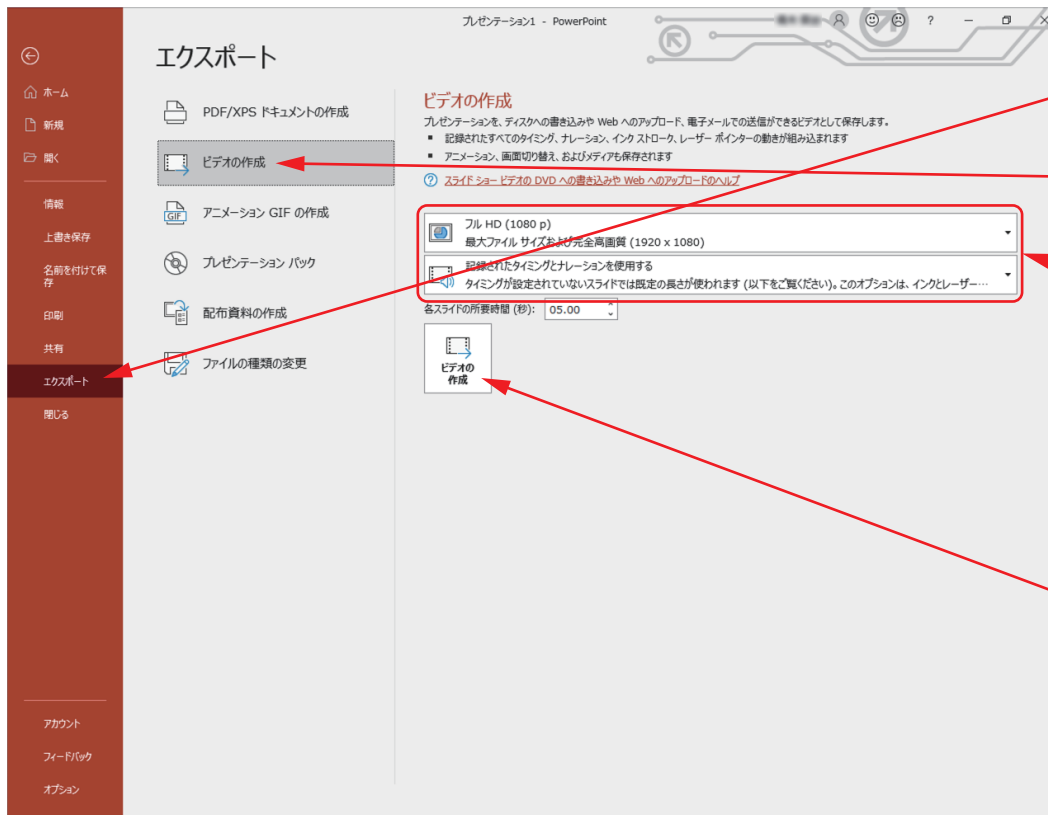 プレゼンテーション1 - PowerPoint
?
エクスポート
ホーム
新規
開く
情報
上書き保存
名前を付けて保
存
印刷
共有
エクスポート
閉じる
アカウント
フィードバック
オプション
PDF/XPS ドキュメントの作成
ビデオの作成
GIF
アニメーション GIF の作成
プレゼンテーション パック
配布資料の作成
ファイルの種類の変更
ビデオの作成
プレゼンテーションを、ディスクへの書き込みや Web へのアップロード、電子メールでの送信ができるビデオとして保存します。
▪ 記録されたすべてのタイミング、ナレーション、インク ストローク、レーザー ポインターの動きが組み込まれます
▪ アニメーション、画面切り替え、およびメディアも保存されます
? スライド ショー ビデオの DVD への書き込みや Web へのアップロードのヘルプ
フル HD (1080 p)
最大ファイル サイズおよび完全高画質 (1920 x 1080)
記録されたタイミングとナレーションを使用する
タイミングが設定されていないスライドでは既定の長さが使われます (以下をご覧ください)。このオプションは、インクとレーザー…
各スライドの所要時間 (秒): 05.00
ビデオの
作成